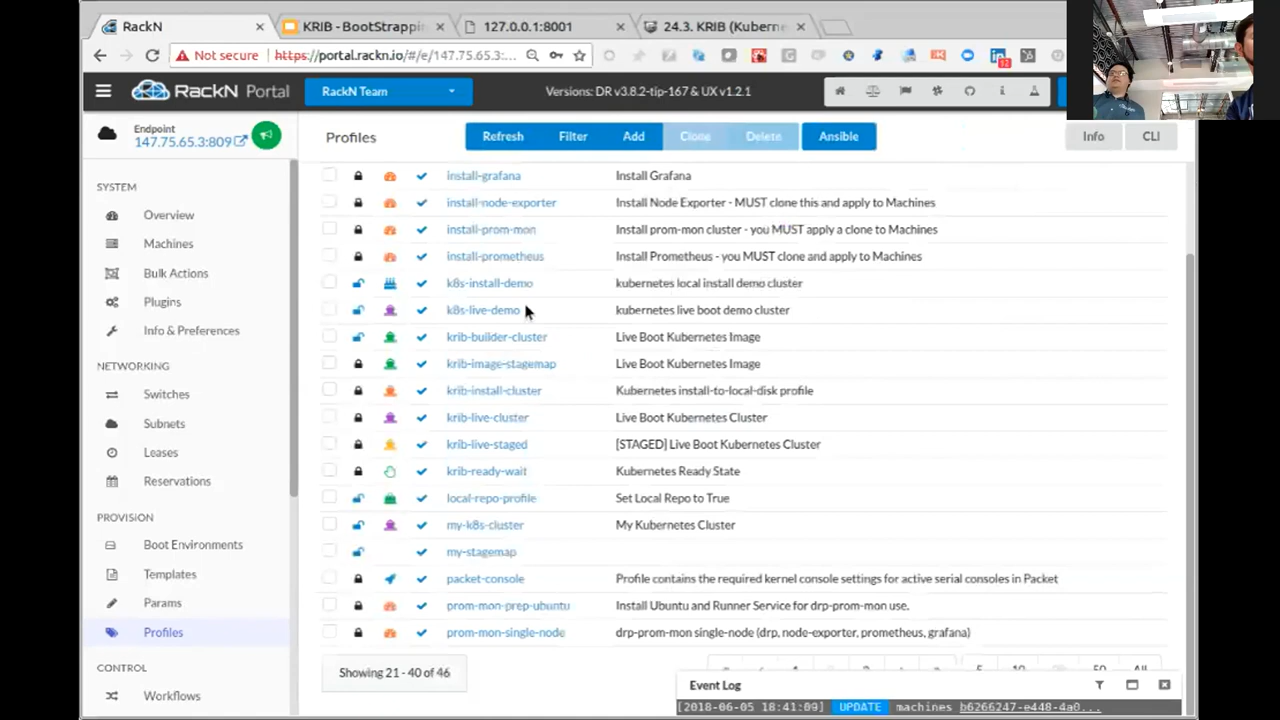 RackN
KRIB - BootStrappi
127.0.0.1:8001
24.3. KRIB (Kuberne
Not secure
https://portal.rackn.io/#/e/147.75.65.3:
RackN Portal
RackN Team
Versions: DR v3.8.2-tip-167 & UX v1.2.1
Endpoint
147.75.65.3:809
Profiles
Refresh
Filter
Add
Clone
Delete
Ansible
Info
CLI
SYSTEM
Overview
Machines
Bulk Actions
Plugins
Info & Preferences
NETWORKING
Switches
Subnets
Leases
Reservations
PROVISION
Boot Environments
Templates
Params
Profiles
CONTROL
Workflows
install-grafana Install Grafana
install-node-exporter Install Node Exporter - MUST clone this and apply to Machines
install-prom-mon Install prom-mon cluster - you MUST apply a clone to Machines
install-prometheus Install Prometheus - you MUST clone and apply to Machines
k8s-install-demo kubernetes local install demo cluster
k8s-live-demo kubernetes live boot demo cluster
krib-builder-cluster Live Boot Kubernetes Image
krib-image-stagemap Live Boot Kubernetes Image
krib-install-cluster Kubernetes install-to-local-disk profile
krib-live-cluster Live Boot Kubernetes Cluster
krib-live-staged [STAGED] Live Boot Kubernetes Cluster
krib-ready-wait Kubernetes Ready State
local-repo-profile Set Local Repo to True
my-k8s-cluster My Kubernetes Cluster
my-stagemap
packet-console Profile contains the required kernel console settings for active serial consoles in Packet
prom-mon-prep-ubuntu Install Ubuntu and Runner Service for drp-prom-mon use.
prom-mon-single-node drp-prom-mon single-node (drp, node-exporter, prometheus, grafana)
Showing 21 - 40 of 46
Event Log
[2018-06-05 18:41:09] UPDATE machines b6266247-e448-4a0...